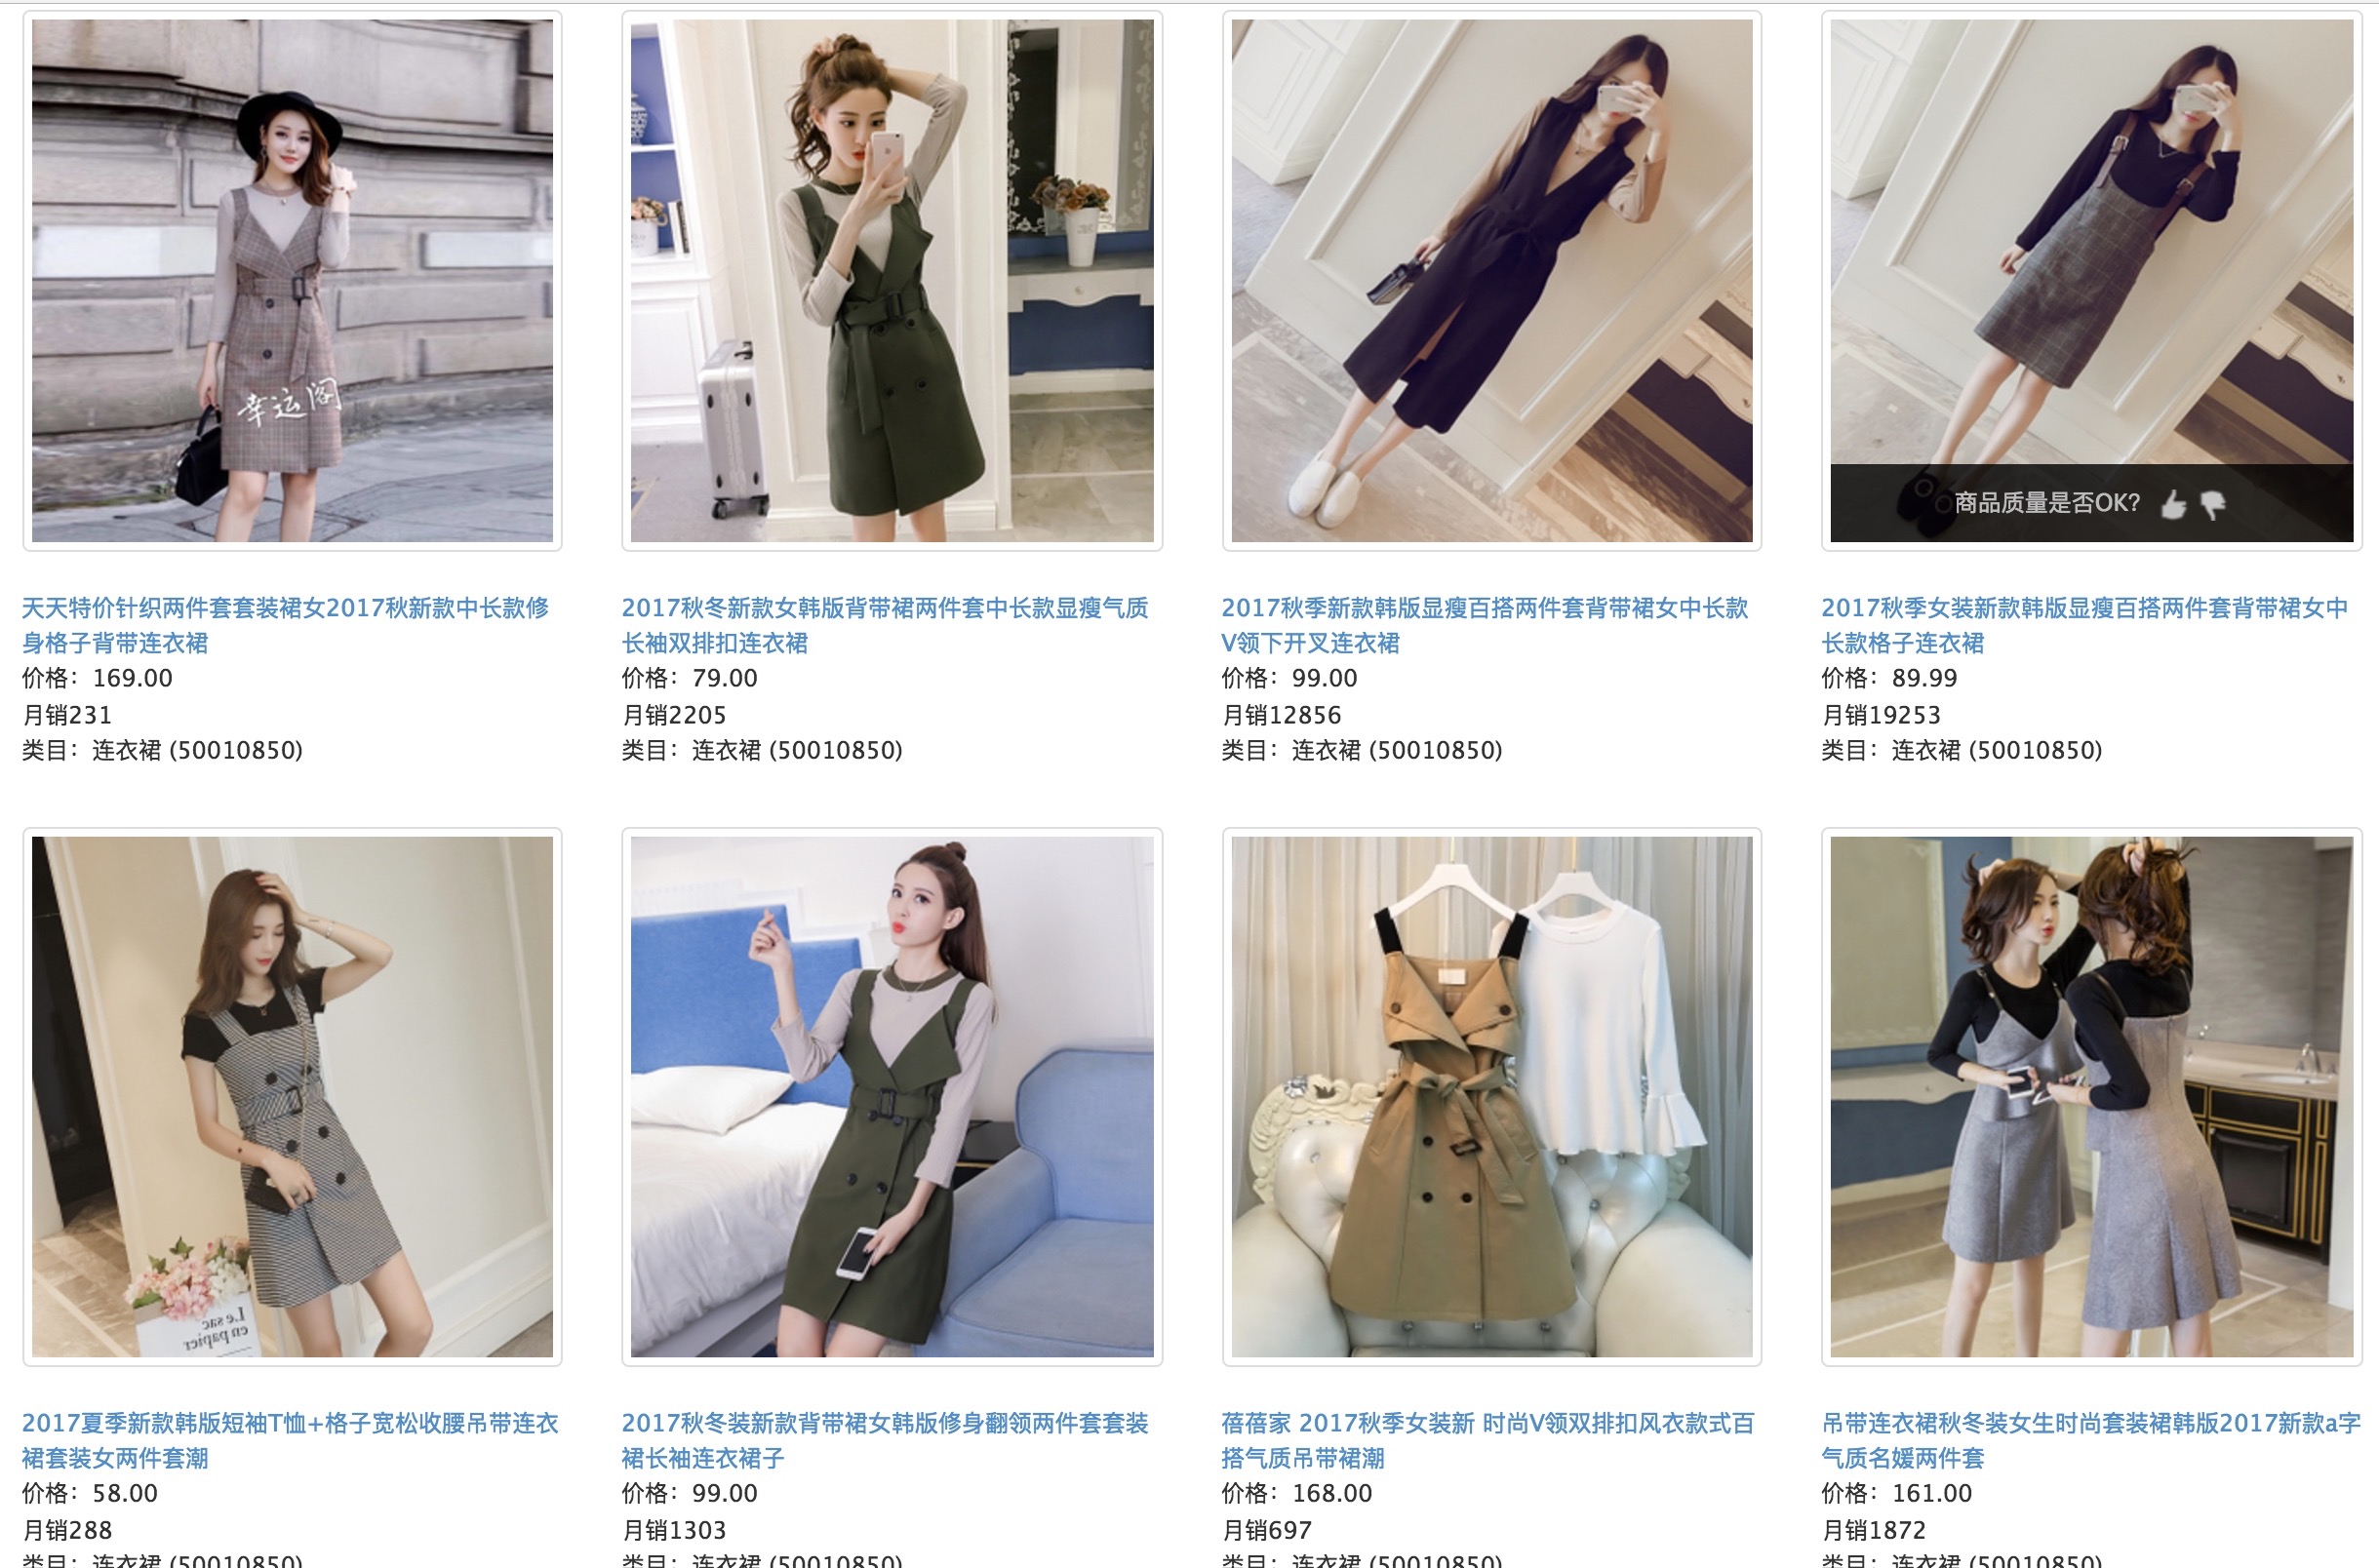 幸运阁
商品质量是否OK?
天天特价针织两件套套装裙女2017秋新款中长款修
身格子背带连衣裙
价格：169.00
月销231
类目：连衣裙 (50010850)
2017秋冬新款女韩版背带裙两件套中长款显瘦气质
长袖双排扣连衣裙
价格：79.00
月销2205
类目：连衣裙 (50010850)
2017秋季新款韩版显瘦百搭两件套背带裙女中长款
V领下开叉连衣裙
价格：99.00
月销12856
类目：连衣裙 (50010850)
2017秋季女装新款韩版显瘦百搭两件套背带裙女中
长款格子连衣裙
价格：89.99
月销19253
类目：连衣裙 (50010850)
Le sac
en papier
2017夏季新款韩版短袖T恤+格子宽松收腰吊带连衣
裙套装女两件套潮
价格：58.00
月销288
类目：连衣裙 (50010850)
2017秋冬装新款背带裙女韩版修身翻领两件套套装
裙长袖连衣裙子
价格：99.00
月销1303
类目：连衣裙 (50010850)
蓓蓓家 2017秋季女装新 时尚V领双排扣风衣款式百
搭气质吊带裙潮
价格：168.00
月销697
类目：连衣裙 (50010850)
吊带连衣裙秋冬装女生时尚套装裙韩版2017新款a字
气质名媛两件套
价格：161.00
月销1872
类目：连衣裙 (50010850)